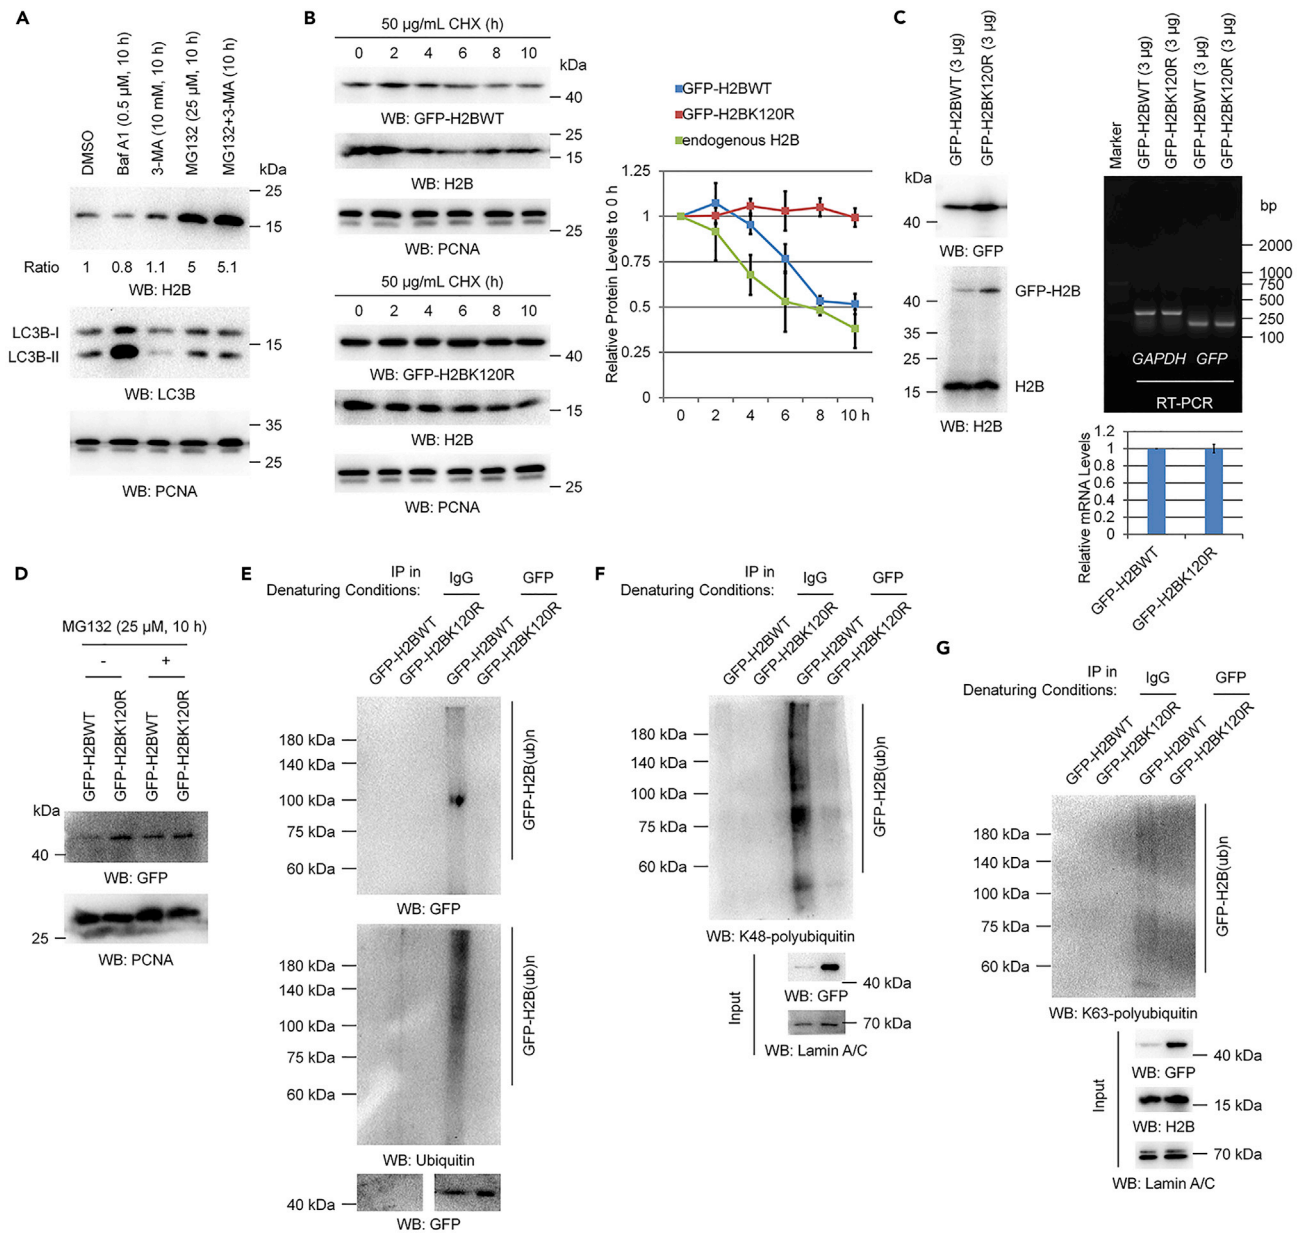 A
DMSO
Baf A1 (0.5 µM, 10 h)
3-MA (10 mM, 10 h)
MG132 (25 µM, 10 h)
MG132+3-MA (10 h)
kDa
25
15
Ratio 1 0.8 1.1 5 5.1
WB: H2B
LC3B-I
LC3B-II
15
WB: LC3B
35
25
WB: PCNA
B
50 µg/mL CHX (h)
0 2 4 6 8 10
kDa
40
WB: GFP-H2BWT
25
15
WB: H2B
25
WB: PCNA
50 µg/mL CHX (h)
0 2 4 6 8 10
40
WB: GFP-H2BK120R
15
WB: H2B
25
WB: PCNA
GFP-H2BWT
GFP-H2BK120R
endogenous H2B
Relative Protein Levels to 0 h
1.25
1
0.75
0.5
0.25
0
0 2 4 6 8 10 h
C
GFP-H2BWT (3 µg)
GFP-H2BK120R (3 µg)
kDa
40
WB: GFP
40
35
25
15
GFP-H2B
H2B
WB: H2B
Marker
GFP-H2BWT (3 µg)
GFP-H2BK120R (3 µg)
GFP-H2BWT (3 µg)
GFP-H2BK120R (3 µg)
bp
2000
1000
750
500
250
100
GAPDH GFP
RT-PCR
Relative mRNA Levels
1.2
1
0.8
0.6
0.4
0.2
0
GFP-H2BWT
GFP-H2BK120R
D
MG132 (25 µM, 10 h)
- +
GFP-H2BWT
GFP-H2BK120R
GFP-H2BWT
GFP-H2BK120R
kDa
40
WB: GFP
25
WB: PCNA
E
IP in
Denaturing Conditions:
IgG GFP
GFP-H2BWT
GFP-H2BK120R
GFP-H2BWT
GFP-H2BK120R
180 kDa
140 kDa
100 kDa
75 kDa
60 kDa
GFP-H2B(ub)n
WB: GFP
180 kDa
140 kDa
100 kDa
75 kDa
60 kDa
GFP-H2B(ub)n
WB: Ubiquitin
40 kDa
WB: GFP
F
IP in
Denaturing Conditions:
IgG GFP
GFP-H2BWT
GFP-H2BK120R
GFP-H2BWT
GFP-H2BK120R
180 kDa
140 kDa
100 kDa
75 kDa
60 kDa
GFP-H2B(ub)n
WB: K48-polyubiquitin
Input
40 kDa
WB: GFP
70 kDa
WB: Lamin A/C
G
IP in
Denaturing Conditions:
IgG GFP
GFP-H2BWT
GFP-H2BK120R
GFP-H2BWT
GFP-H2BK120R
180 kDa
140 kDa
100 kDa
75 kDa
60 kDa
GFP-H2B(ub)n
WB: K63-polyubiquitin
Input
40 kDa
WB: GFP
15 kDa
WB: H2B
70 kDa
WB: Lamin A/C